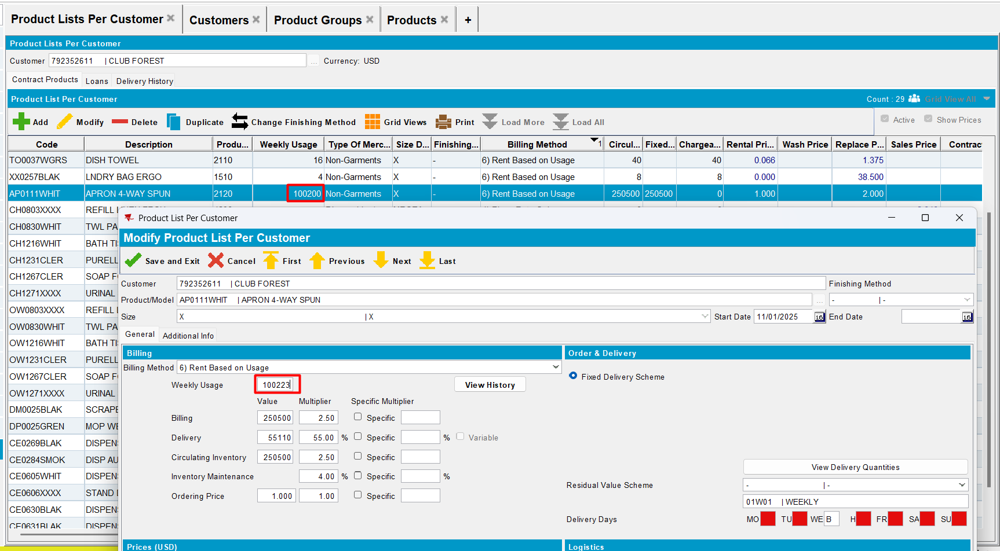 Product Lists Per Customer Customers Product Groups Products +
Product Lists Per Customer
Customer 792352611 | CLUB FOREST ... Currency: USD
Contract Products Loans Delivery History
Product List Per Customer Count : 29 Grid View All
Add Modify Delete Duplicate Change Finishing Method Grid Views Print Load More Load All Active Show Prices
Code Description Produ... Weekly Usage Type Of Merc... Size D... Finishing... Billing Method 1 Circul... Fixed... Chargea... Rental Pri... Wash Price Replace P... Sales Price Contrac
TO0037WGRS DISH TOWEL 2110 16 Non-Garments X - 6) Rent Based on Usage 40 40 0.066 1.375
XX0257BLAK LNDRY BAG ERGO 1510 4 Non-Garments X - 6) Rent Based on Usage 8 8 0.000 38.500
AP0111WHIT APRON 4-WAY SPUN 2120 100200 Non-Garments X - 6) Rent Based on Usage 250500 250500 0 1.000 2.000
CH0803XXXX REFILL
CH0830WHIT TWL PA
CH1216WHIT BATH TI
CH1231CLER PURELL
CH1267CLER SOAP F
CH1271XXXX URINAL
OW0803XXXX REFILL
OW0830WHIT TWL PA
OW1216WHIT BATH TI
OW1231CLER PURELL
OW1267CLER SOAP F
OW1271XXXX URINAL
DM0025BLAK SCRAPE
DP0025GREN MOP WE
CE0269BLAK DISPEN
CE0284SMOK DISP AU
CE0605WHIT DISPEN
CE0606XXXX STAND
CE0630BLAK DISPEN
CE0631BLAK DISPEN
Product List Per Customer
Modify Product List Per Customer
Save and Exit Cancel First Previous Next Last
Customer 792352611 | CLUB FOREST Finishing Method
Product/Model AP0111WHIT | APRON 4-WAY SPUN ... - | -
Size X | X Start Date 11/01/2025 16 End Date 16
General Additional Info
Billing Order & Delivery
Billing Method 6) Rent Based on Usage
Fixed Delivery Scheme
Weekly Usage 100223 View History
Value Multiplier Specific Multiplier
Billing 250500 2.50 Specific
Delivery 55110 55.00 % Specific % Variable
Circulating Inventory 250500 2.50 Specific
View Delivery Quantities
Inventory Maintenance 4.00 % Specific %
Residual Value Scheme - | -
Ordering Price 1.000 1.00 Specific
01W01 | WEEKLY
Delivery Days MO TU WE B H FR SA SU
Prices (USD) Logistics